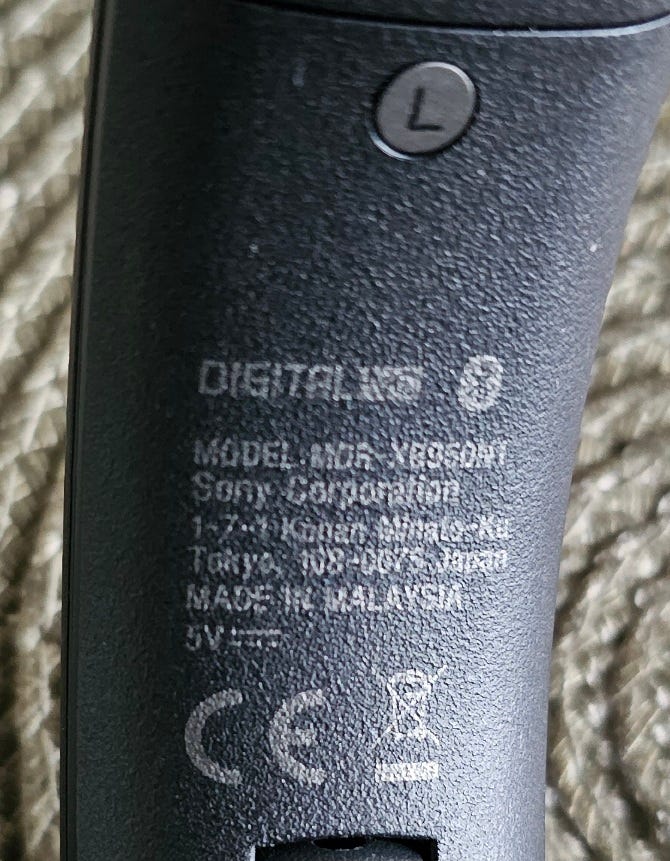 L
DIGITAL NC
MODEL MDR-XB950N1
Sony Corporation
1-7-1 Konan Minato-Ku
Tokyo, 108-0075 Japan
MADE IN MALAYSIA
5V
CE